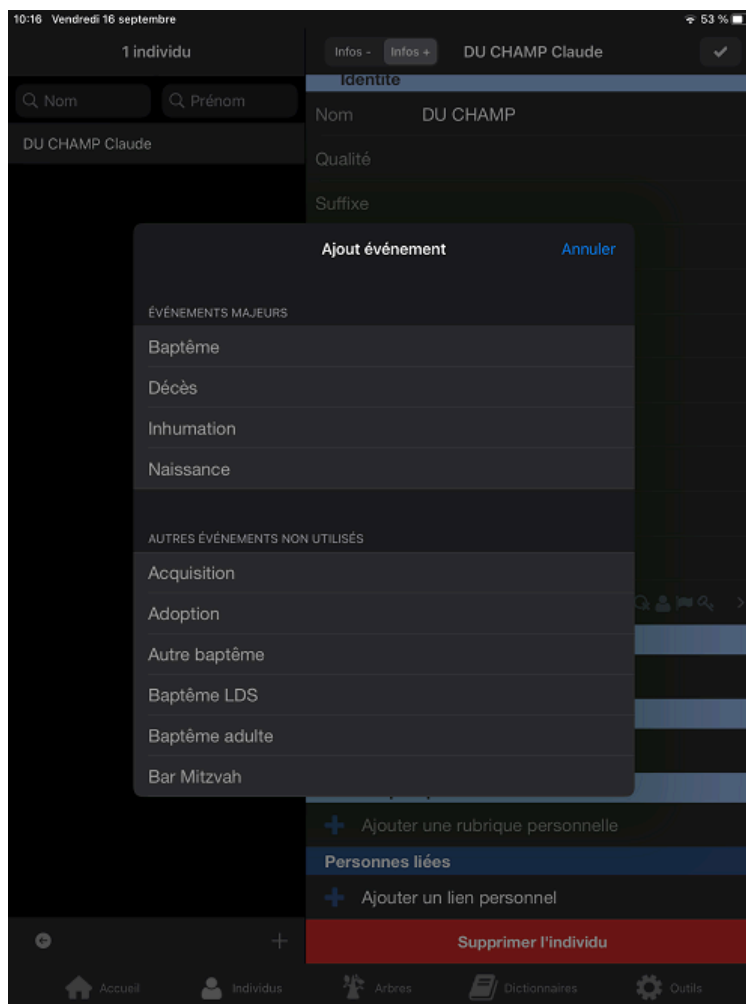 10:16 Vendredi 16 septembre 53 %
1 individu
Infos - Infos + DU CHAMP Claude
Identité
Nom Prénom
Nom DU CHAMP
DU CHAMP Claude
Qualité
Suffixe
Ajout événement Annuler
ÉVÉNEMENTS MAJEURS
Baptême
Décès
Inhumation
Naissance
AUTRES ÉVÉNEMENTS NON UTILISÉS
Acquisition
Adoption
Autre baptême
Baptême LDS
Baptême adulte
Bar Mitzvah
Ajouter une rubrique personnelle
Personnes liées
Ajouter un lien personnel
Supprimer l'individu
Accueil Individus Arbres Dictionnaires Outils